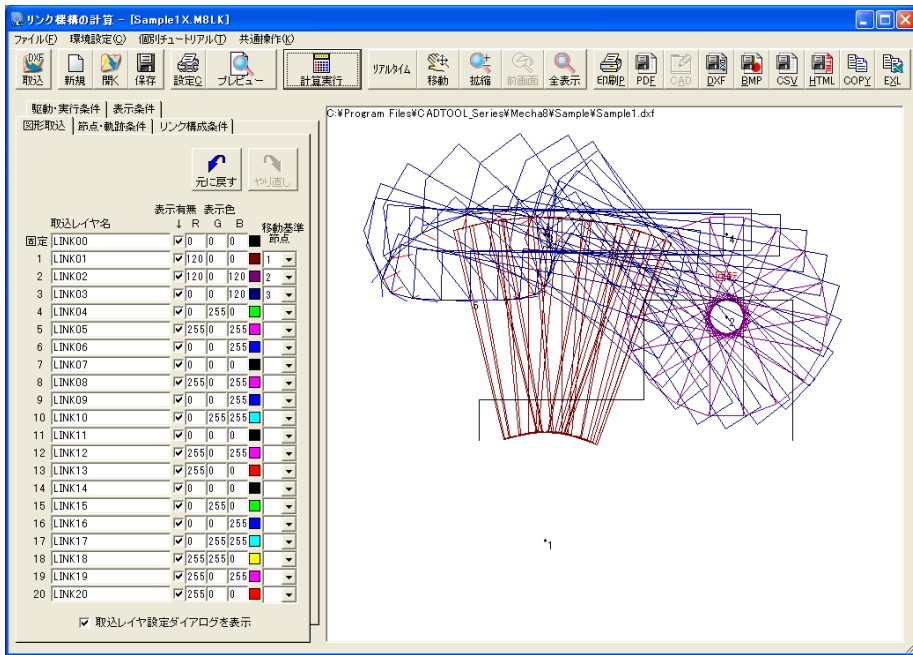 リンク機構の計算 - [Sample1X.M8LK]
ファイル(F) 環境設定(C) 個別チュートリアル(T) 共通操作(K)
DXF
取込 新規 開く 保存 設定C プレビュー 計算実行 リアルタイム 移動 拡縮 前画面 全表示 印刷P PDF CAD DXF BMP CSV HTML COPY EXL
駆動・実行条件 表示条件
図形取込 節点・軌跡条件 リンク構成条件
C:¥Program Files¥CADTOOL_Series¥Mecha8¥Sample¥Sample1.dxf
元に戻す やり直し
表示有無 表示色
取込レイヤ名 ↓ R G B 移動基準節点
固定 LINK00 0 0 0
1 LINK01 120 0 0 1
2 LINK02 120 0 120 2
3 LINK03 0 0 120 3
4 LINK04 0 255 0
5 LINK05 255 0 255
6 LINK06 0 0 255
7 LINK07 0 0 0
8 LINK08 255 0 255
9 LINK09 0 0 255
10 LINK10 0 255 255
11 LINK11 0 0 0
12 LINK12 255 0 255
13 LINK13 255 0 0
14 LINK14 0 0 0
15 LINK15 0 255 0
16 LINK16 0 0 255
17 LINK17 0 255 255
18 LINK18 255 255 0
19 LINK19 255 0 255
20 LINK20 255 0 0
取込レイヤ設定ダイアログを表示
4
回転
2
1